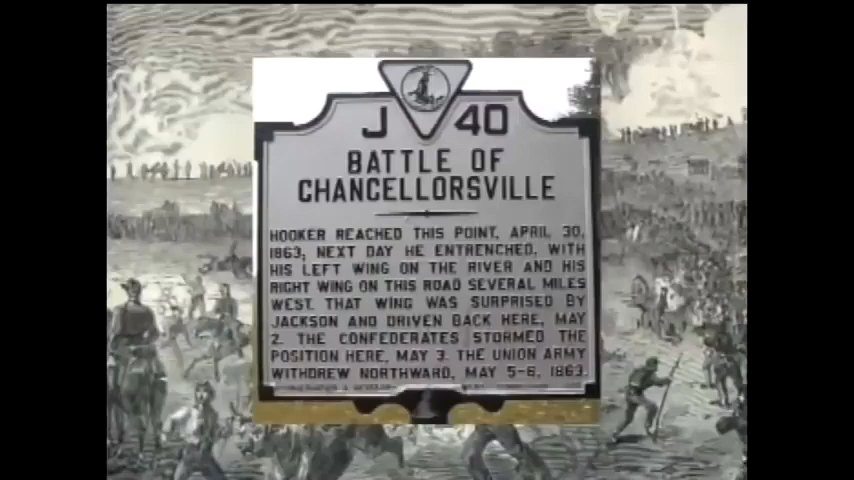 J 40
BATTLE OF
CHANCELLORSVILLE
HOOKER REACHED THIS POINT, APRIL 30,
1863; NEXT DAY HE ENTRENCHED, WITH
HIS LEFT WING ON THE RIVER AND HIS
RIGHT WING ON THIS ROAD SEVERAL MILES
WEST. THAT WING WAS SURPRISED BY
JACKSON AND DRIVEN BACK HERE, MAY
2. THE CONFEDERATES STORMED THE
POSITION HERE, MAY 3. THE UNION ARMY
WITHDREW NORTHWARD, MAY 5-6, 1863.